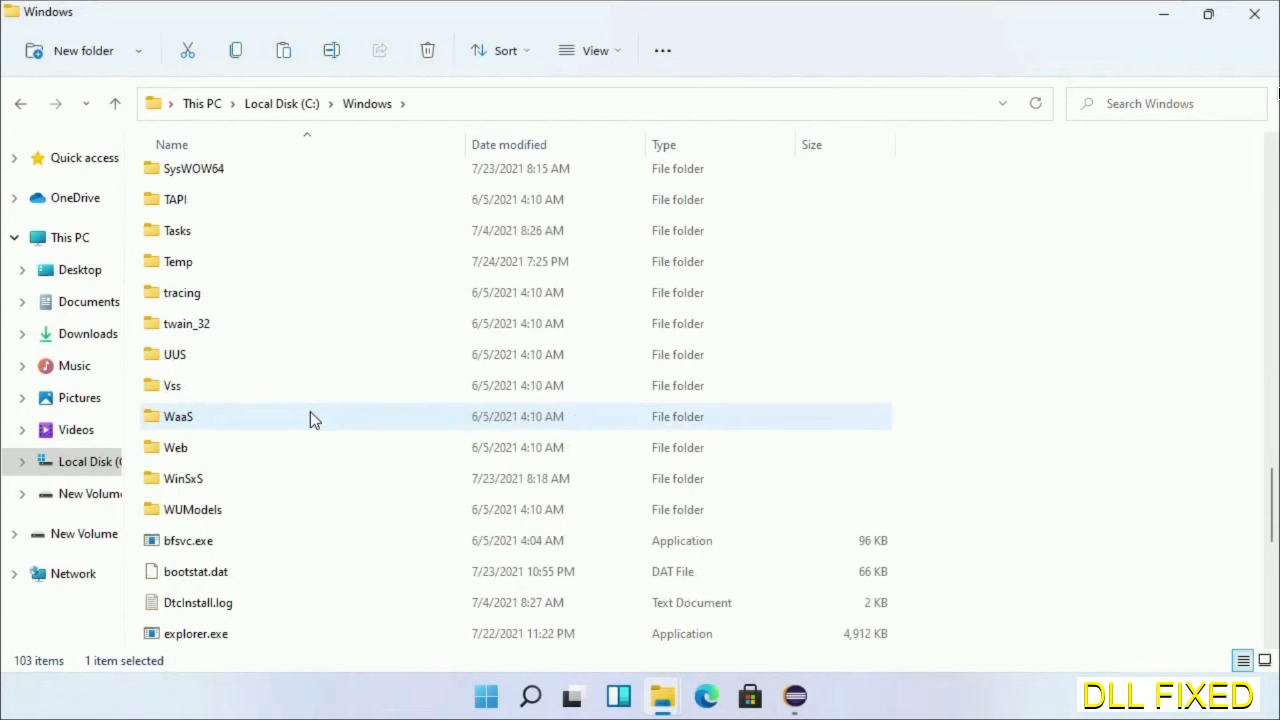 Windows
New folder Sort View
This PC Local Disk (C:) Windows Search Windows
Name Date modified Type Size
Quick access
OneDrive
This PC
Desktop
Documents
Downloads
Music
Pictures
Videos
Local Disk (
New Volum
New Volume
Network
SysWOW64 7/23/2021 8:15 AM File folder
TAPI 6/5/2021 4:10 AM File folder
Tasks 7/4/2021 8:26 AM File folder
Temp 7/24/2021 7:25 PM File folder
tracing 6/5/2021 4:10 AM File folder
twain_32 6/5/2021 4:10 AM File folder
UUS 6/5/2021 4:10 AM File folder
Vss 6/5/2021 4:10 AM File folder
WaaS 6/5/2021 4:10 AM File folder
Web 6/5/2021 4:10 AM File folder
WinSxS 7/23/2021 8:18 AM File folder
WUModels 6/5/2021 4:10 AM File folder
bfsvc.exe 6/5/2021 4:04 AM Application 96 KB
bootstat.dat 7/23/2021 10:55 PM DAT File 66 KB
DtcInstall.log 7/4/2021 8:27 AM Text Document 2 KB
explorer.exe 7/22/2021 11:22 PM Application 4,912 KB
103 items 1 item selected
DLL FIXED